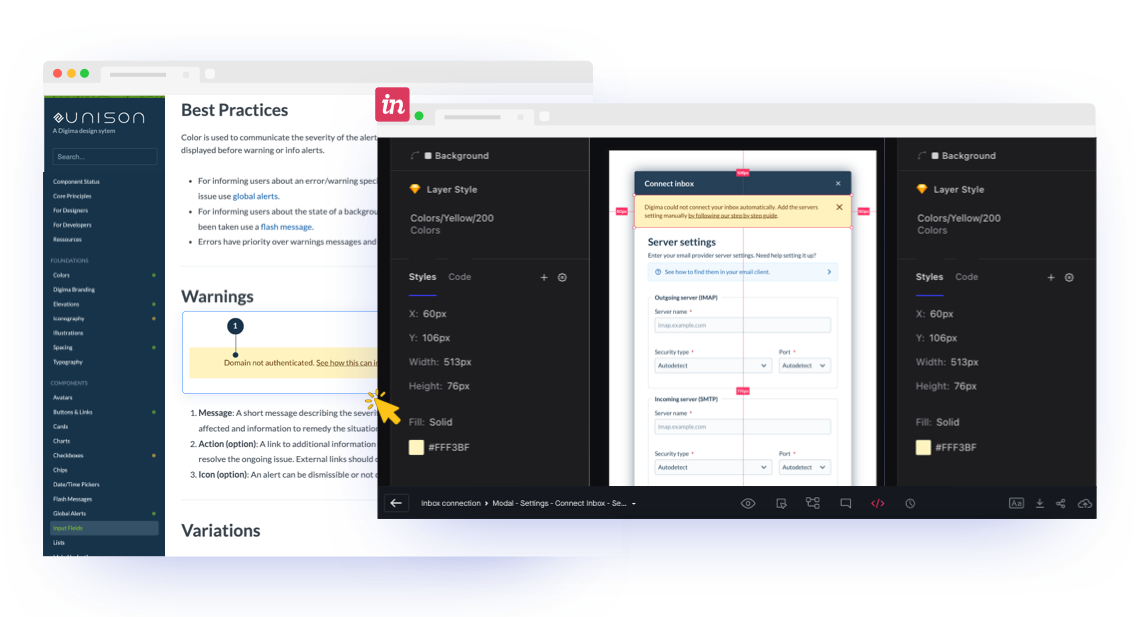 UNISON
A Digima design sytem
Search...
Component Status
Core Principles
For Designers
For Developers
Ressources
FOUNDATIONS
Colors
Digima Branding
Elevations
Iconography
Illustrations
Spacing
Typography
COMPONENTS
Avatars
Buttons & Links
Cards
Charts
Checkboxes
Chips
Date/Time Pickers
Flash Messages
Global Alerts
Input Fields
Lists
Best Practices
Color is used to communicate the severity of the alert
displayed before warning or info alerts.
• For informing users about an error/warning spec
issue use global alerts.
• For informing users about the state of a backgrou
been taken use a flash message.
• Errors have priority over warnings messages and
Warnings
1
Domain not authenticated. See how this can i
1. Message: A short message describing the severi
affected and information to remedy the situation
2. Action (option): A link to additional information
resolve the ongoing issue. External links should
3. Icon (option): An alert can be dismissible or not
Variations
in
Background
Layer Style
Colors/Yellow/200
Colors
Styles Code
X: 60px
Y: 106px
Width: 513px
Height: 76px
Fill: Solid
#FFF3BF
Connect inbox
Digima could not connect your inbox automatically. Add the servers
setting manually by following our step by step guide.
Server settings
Enter your email provider server settings. Need help setting it up?
See how to find them in your email client.
Outgoing server (IMAP)
Server name *
imap.example.com
Security type * Port *
Autodetect Autodetect
Incoming server (SMTP)
Server name *
imap.example.com
Security type * Port *
Autodetect Autodetect
Background
Layer Style
Colors/Yellow/200
Colors
Styles Code
X: 60px
Y: 106px
Width: 513px
Height: 76px
Fill: Solid
#FFF3BF
Inbox connection › Modal - Settings - Connect Inbox - Se...
Aa